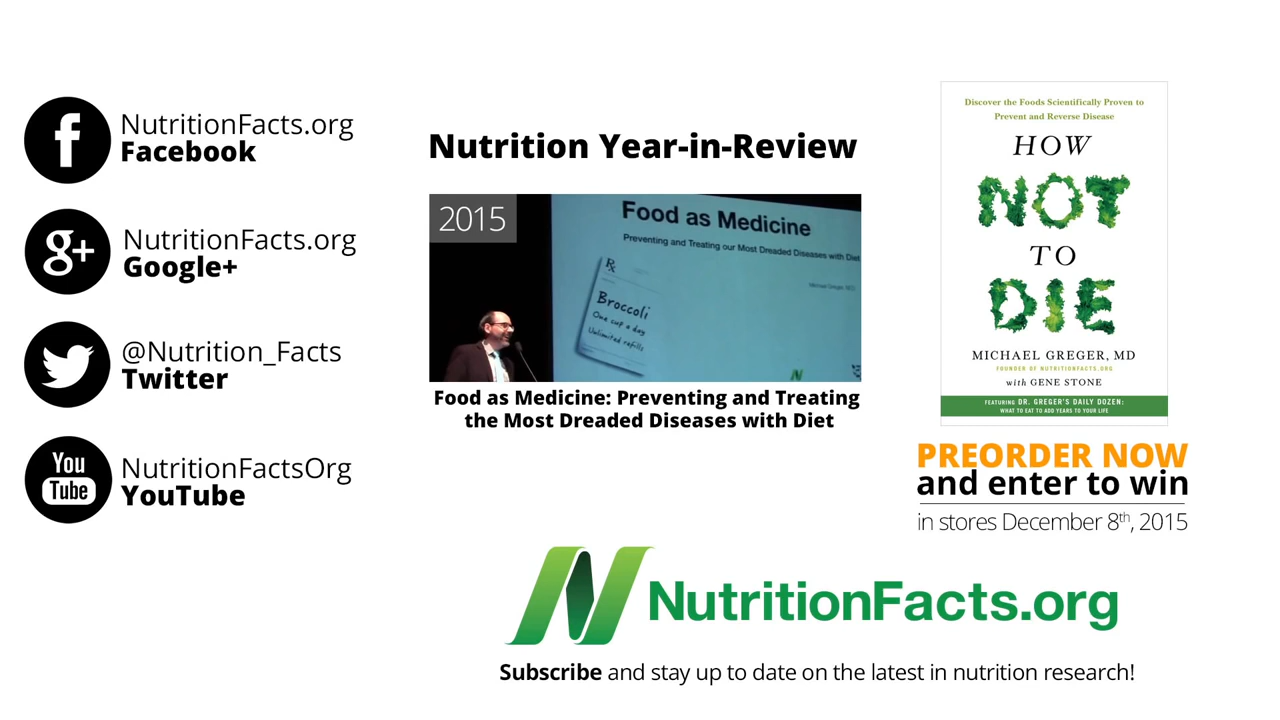 f
NutritionFacts.org
Facebook
g+
NutritionFacts.org
Google+
@Nutrition_Facts
Twitter
You
Tube
NutritionFactsOrg
YouTube
Nutrition Year-in-Review
2015
Food as Medicine
Preventing and Treating our Most Dreaded Diseases with Diet
Rx
Broccoli
One cup a day
Unlimited refills
Food as Medicine: Preventing and Treating
the Most Dreaded Diseases with Diet
Discover the Foods Scientifically Proven to
Prevent and Reverse Disease
HOW
NOT
TO
DIE
MICHAEL GREGER, MD
FOUNDER OF NUTRITIONFACTS.ORG
with GENE STONE
FEATURING DR. GREGER'S DAILY DOZEN:
WHAT TO EAT TO ADD YEARS TO YOUR LIFE
PREORDER NOW
and enter to win
in stores December 8th, 2015
NutritionFacts.org
Subscribe and stay up to date on the latest in nutrition research!